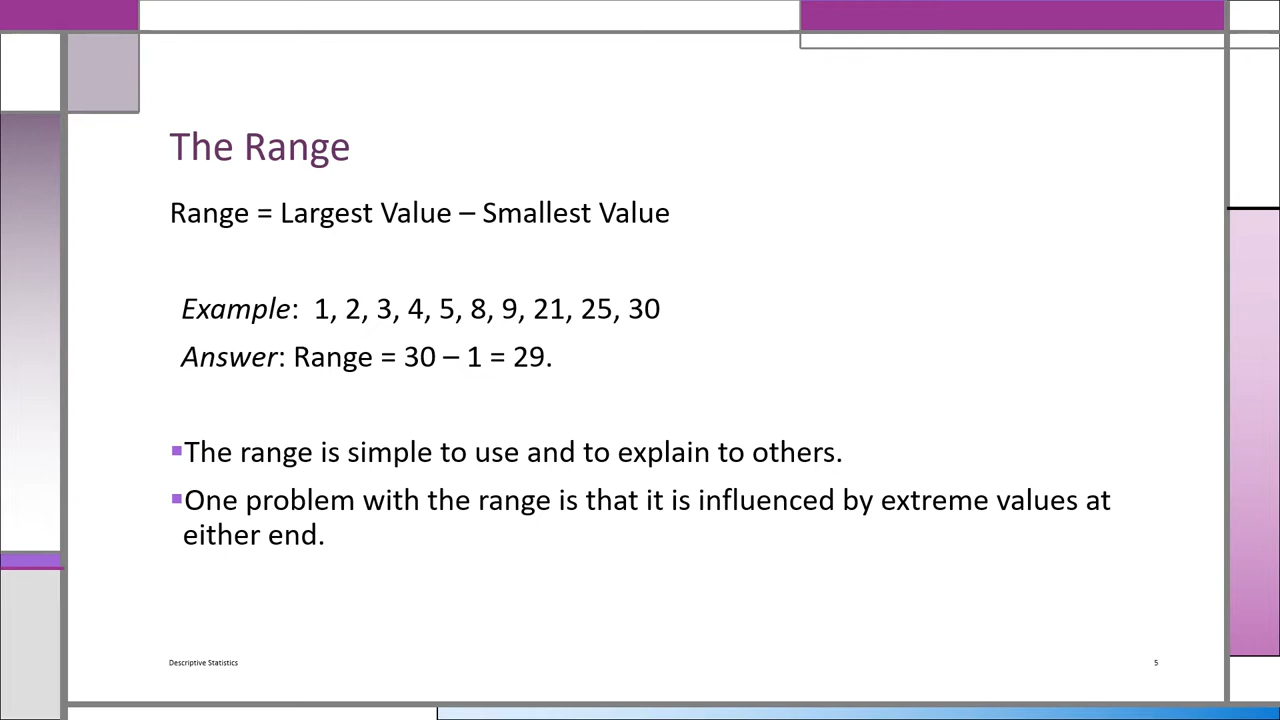 The Range
Range = Largest Value – Smallest Value
Example: 1, 2, 3, 4, 5, 8, 9, 21, 25, 30
Answer: Range = 30 – 1 = 29.
▪The range is simple to use and to explain to others.
▪One problem with the range is that it is influenced by extreme values at
either end.
Descriptive Statistics
5